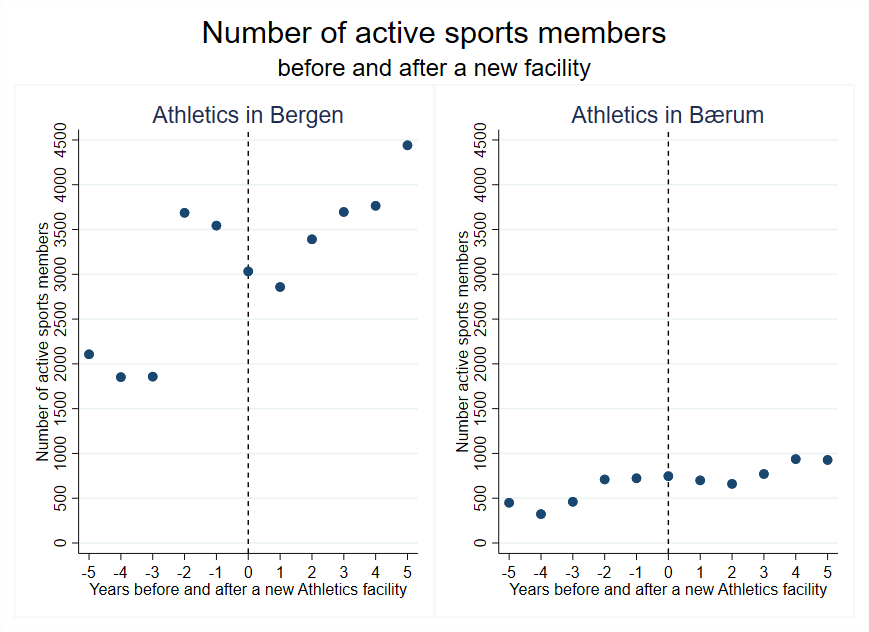 Number of active sports members
before and after a new facility
Athletics in Bergen
Number of active sports members
4500
4000
3500
3000
2500
2000
1500
1000
500
0
-5 -4 -3 -2 -1 0 1 2 3 4 5
Years before and after a new Athletics facility
Athletics in Bærum
Number active sports members
4500
4000
3500
3000
2500
2000
1500
1000
500
0
-5 -4 -3 -2 -1 0 1 2 3 4 5
Years before and after a new Athletics facility